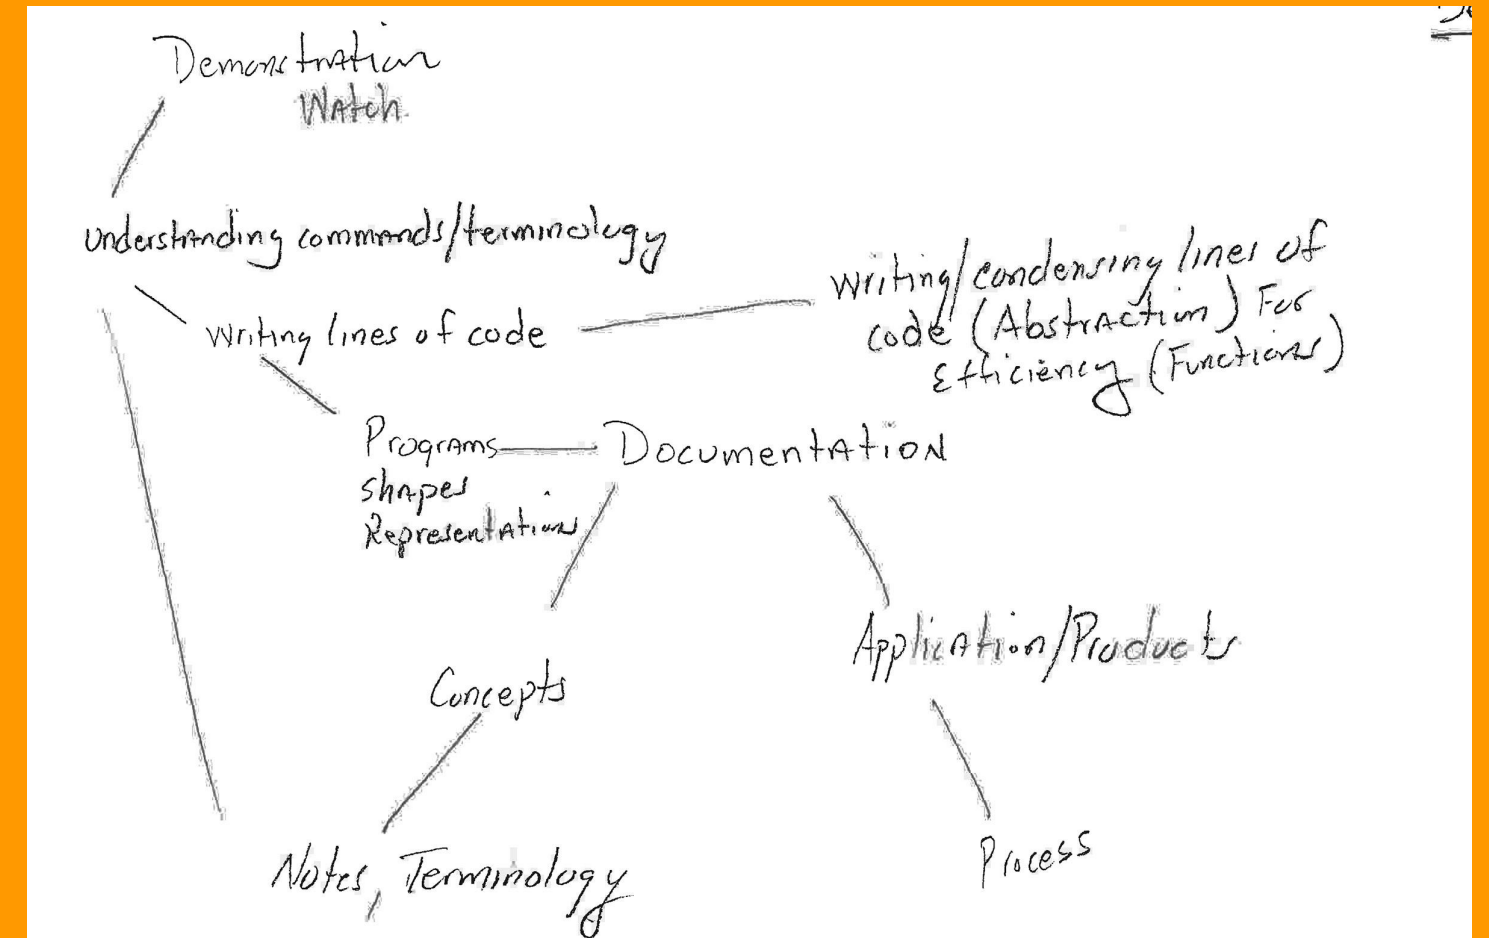 Demonstration
Watch
Understanding commands/terminology
Writing lines of code
Writing/condensing lines of
code (Abstraction) For
Efficiency (Functions)
Programs
Shapes
Representation
Documentation
Concepts
Application/Products
Notes, Terminology
Process